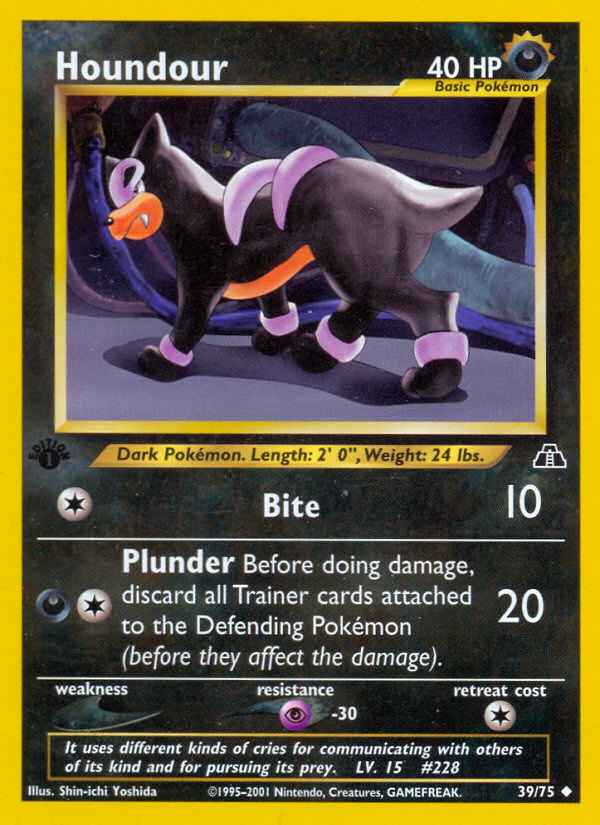 Houndour
40 HP
Basic Pokémon
EDITION
1
Dark Pokémon. Length: 2' 0", Weight: 24 lbs.
Bite 10
Plunder Before doing damage,
discard all Trainer cards attached
to the Defending Pokémon
(before they affect the damage).
20
weakness resistance retreat cost
-30
It uses different kinds of cries for communicating with others
of its kind and for pursuing its prey. LV. 15 #228
Illus. Shin-ichi Yoshida ©1995-2001 Nintendo, Creatures, GAMEFREAK. 39/75